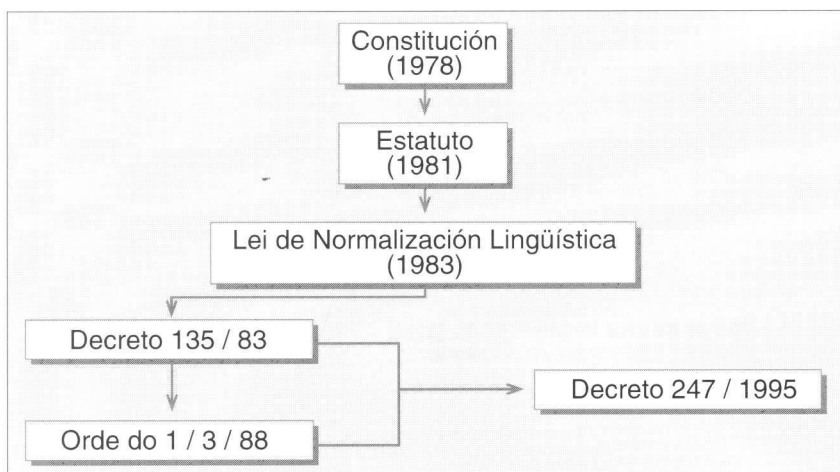 Constitución
(1978)
Estatuto
(1981)
Lei de Normalización Lingüística
(1983)
Decreto 135 / 83
Decreto 247 / 1995
Orde do 1 / 3 / 88